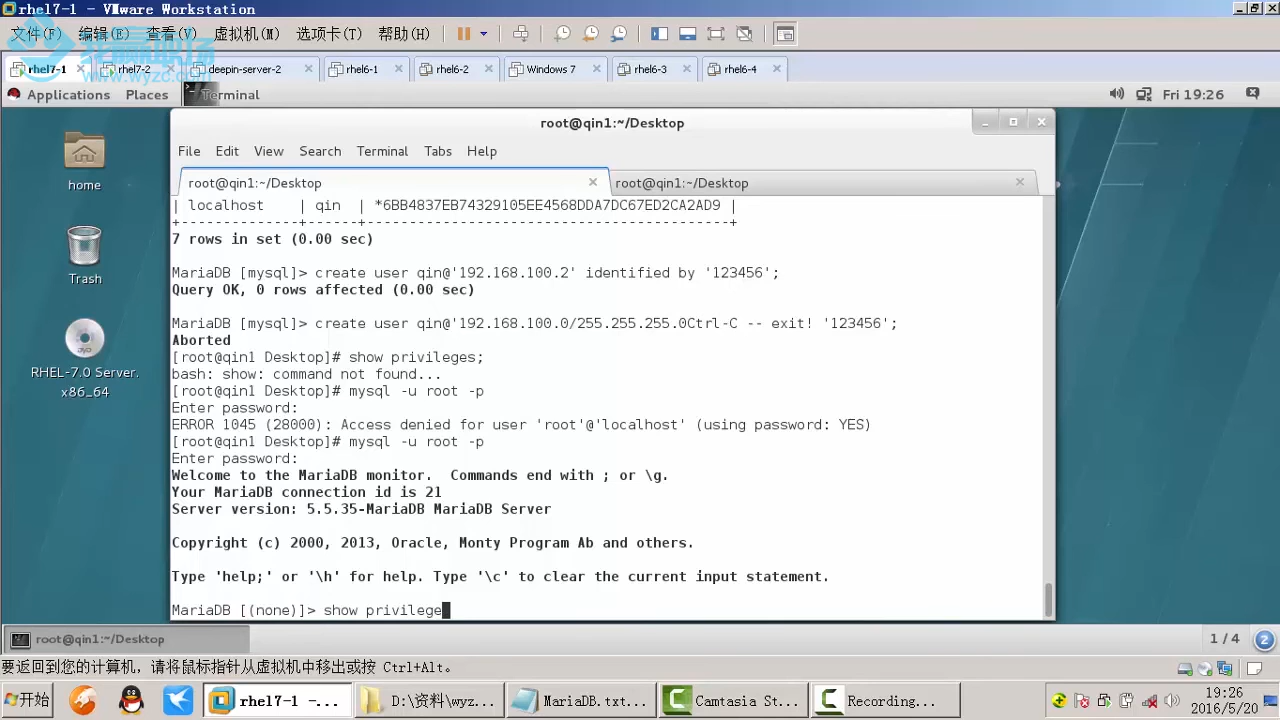 rhel7-1 - VMware Workstation
文件(F) 编辑(E) 查看(V) 虚拟机(M) 选项卡(T) 帮助(H)
www.wyzc.com
rhel7-1 rhel7-2 deepin-server-2 rhel6-1 rhel6-2 Windows 7 rhel6-3 rhel6-4
Applications Places Terminal Fri 19:26
root@qin1:~/Desktop
File Edit View Search Terminal Tabs Help
root@qin1:~/Desktop root@qin1:~/Desktop
home
Trash
RHEL-7.0 Server.
x86_64
| localhost | qin | *6BB4837EB74329105EE4568DDA7DC67ED2CA2AD9 |
+--------------+------+-------------------------------------------+
7 rows in set (0.00 sec)
MariaDB [mysql]> create user qin@'192.168.100.2' identified by '123456';
Query OK, 0 rows affected (0.00 sec)
MariaDB [mysql]> create user qin@'192.168.100.0/255.255.255.0Ctrl-C -- exit! '123456';
Aborted
[root@qin1 Desktop]# show privileges;
bash: show: command not found...
[root@qin1 Desktop]# mysql -u root -p
Enter password:
ERROR 1045 (28000): Access denied for user 'root'@'localhost' (using password: YES)
[root@qin1 Desktop]# mysql -u root -p
Enter password:
Welcome to the MariaDB monitor.  Commands end with ; or \g.
Your MariaDB connection id is 21
Server version: 5.5.35-MariaDB MariaDB Server
Copyright (c) 2000, 2013, Oracle, Monty Program Ab and others.
Type 'help;' or '\h' for help. Type '\c' to clear the current input statement.
MariaDB [(none)]> show privilege
root@qin1:~/Desktop 1 / 4 2
要返回到您的计算机，请将鼠标指针从虚拟机中移出或按 Ctrl+Alt。
开始 rhel7-1 -... D:\资料\wyz... MariaDB.txt... Camtasia St... Recording... 19:26
2016/5/20